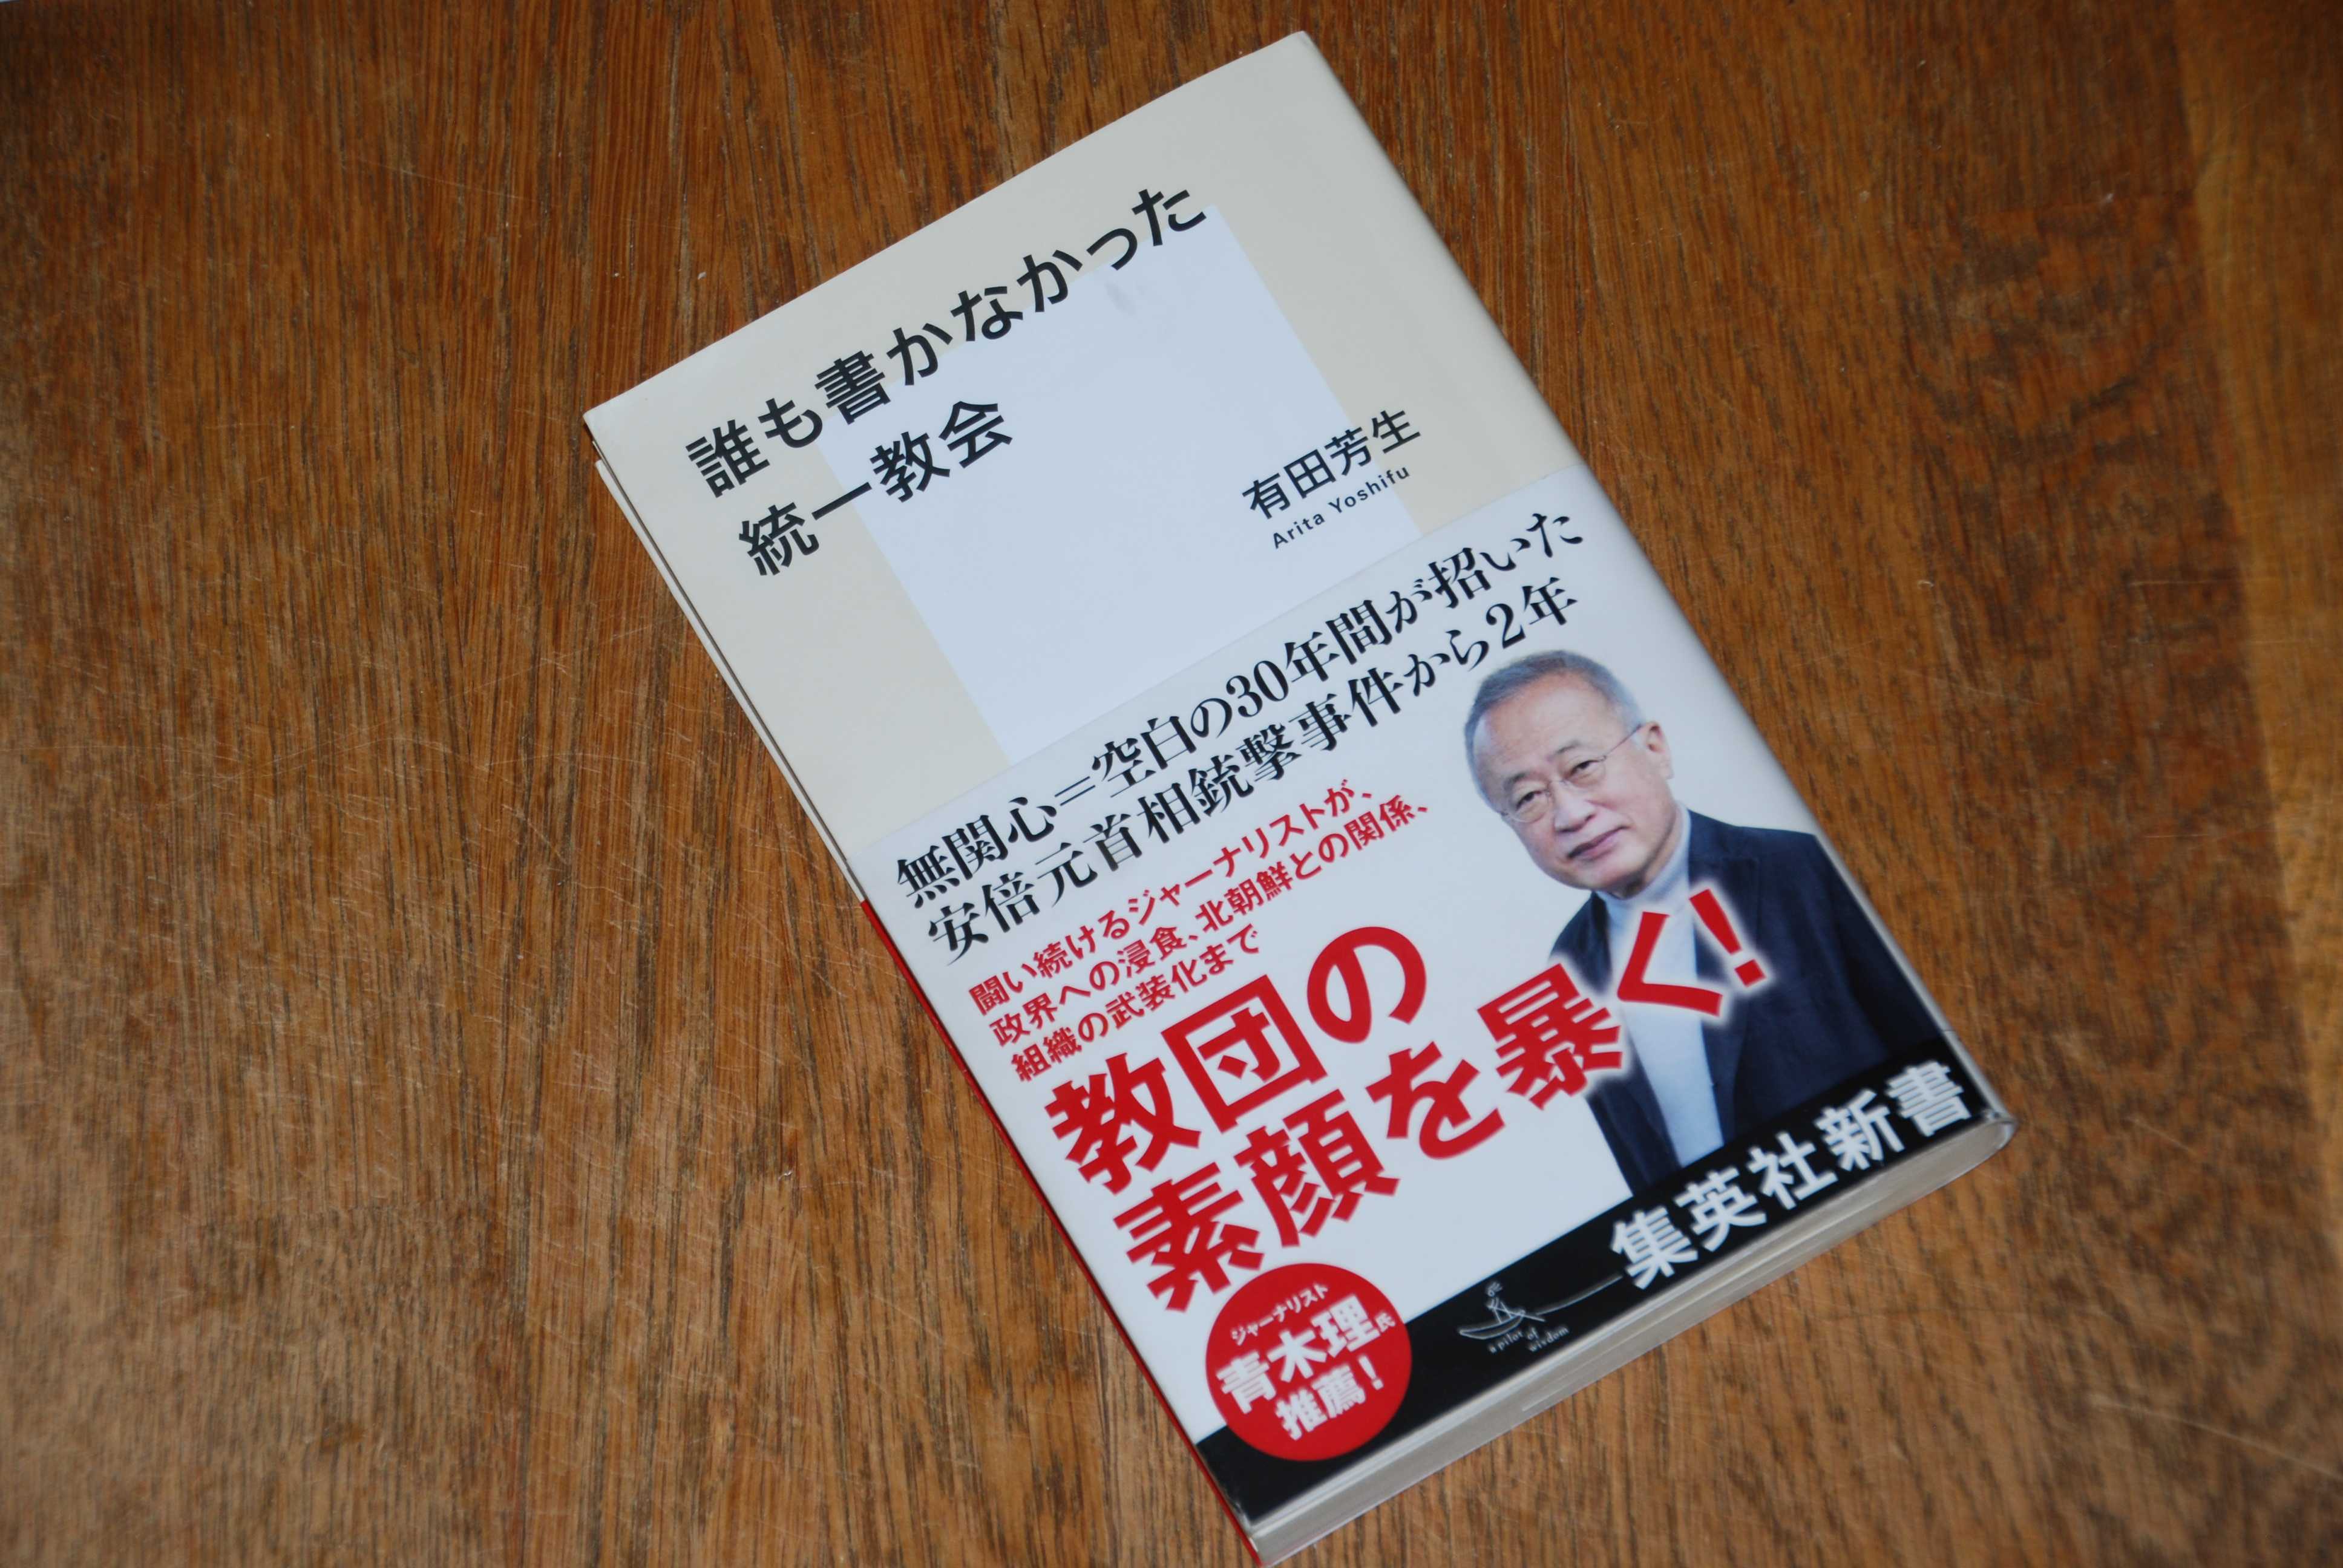 誰も書かなかった
統一教会
有田芳生
Arita Yoshifu
無関心=空白の30年間が招いた
安倍元首相銃撃事件から2年
闘い続けるジャーナリストが、
政界への浸食、北朝鮮との関係、
組織の武装化まで
教団の
素顔を暴く!
ジャーナリスト
青木理氏
推薦!
集英社新書
a pilot of
wisdom